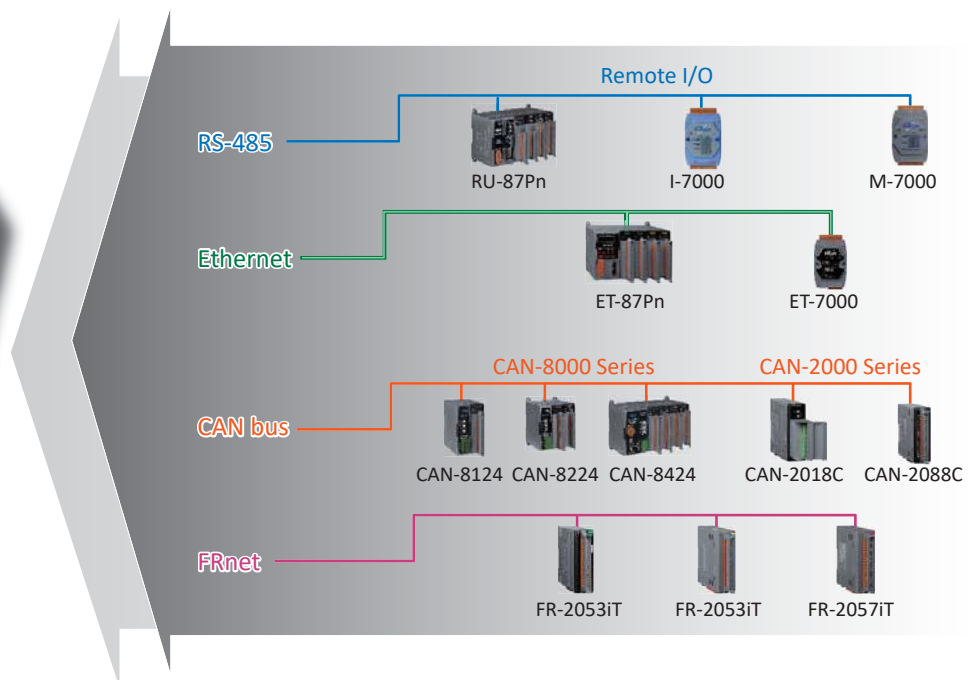 Remote I/O
RS-485
RU-87Pn I-7000 M-7000
Ethernet
ET-87Pn ET-7000
CAN-8000 Series CAN-2000 Series
CAN bus
CAN-8124 CAN-8224 CAN-8424 CAN-2018C CAN-2088C
FRnet
FR-2053iT FR-2053iT FR-2057iT